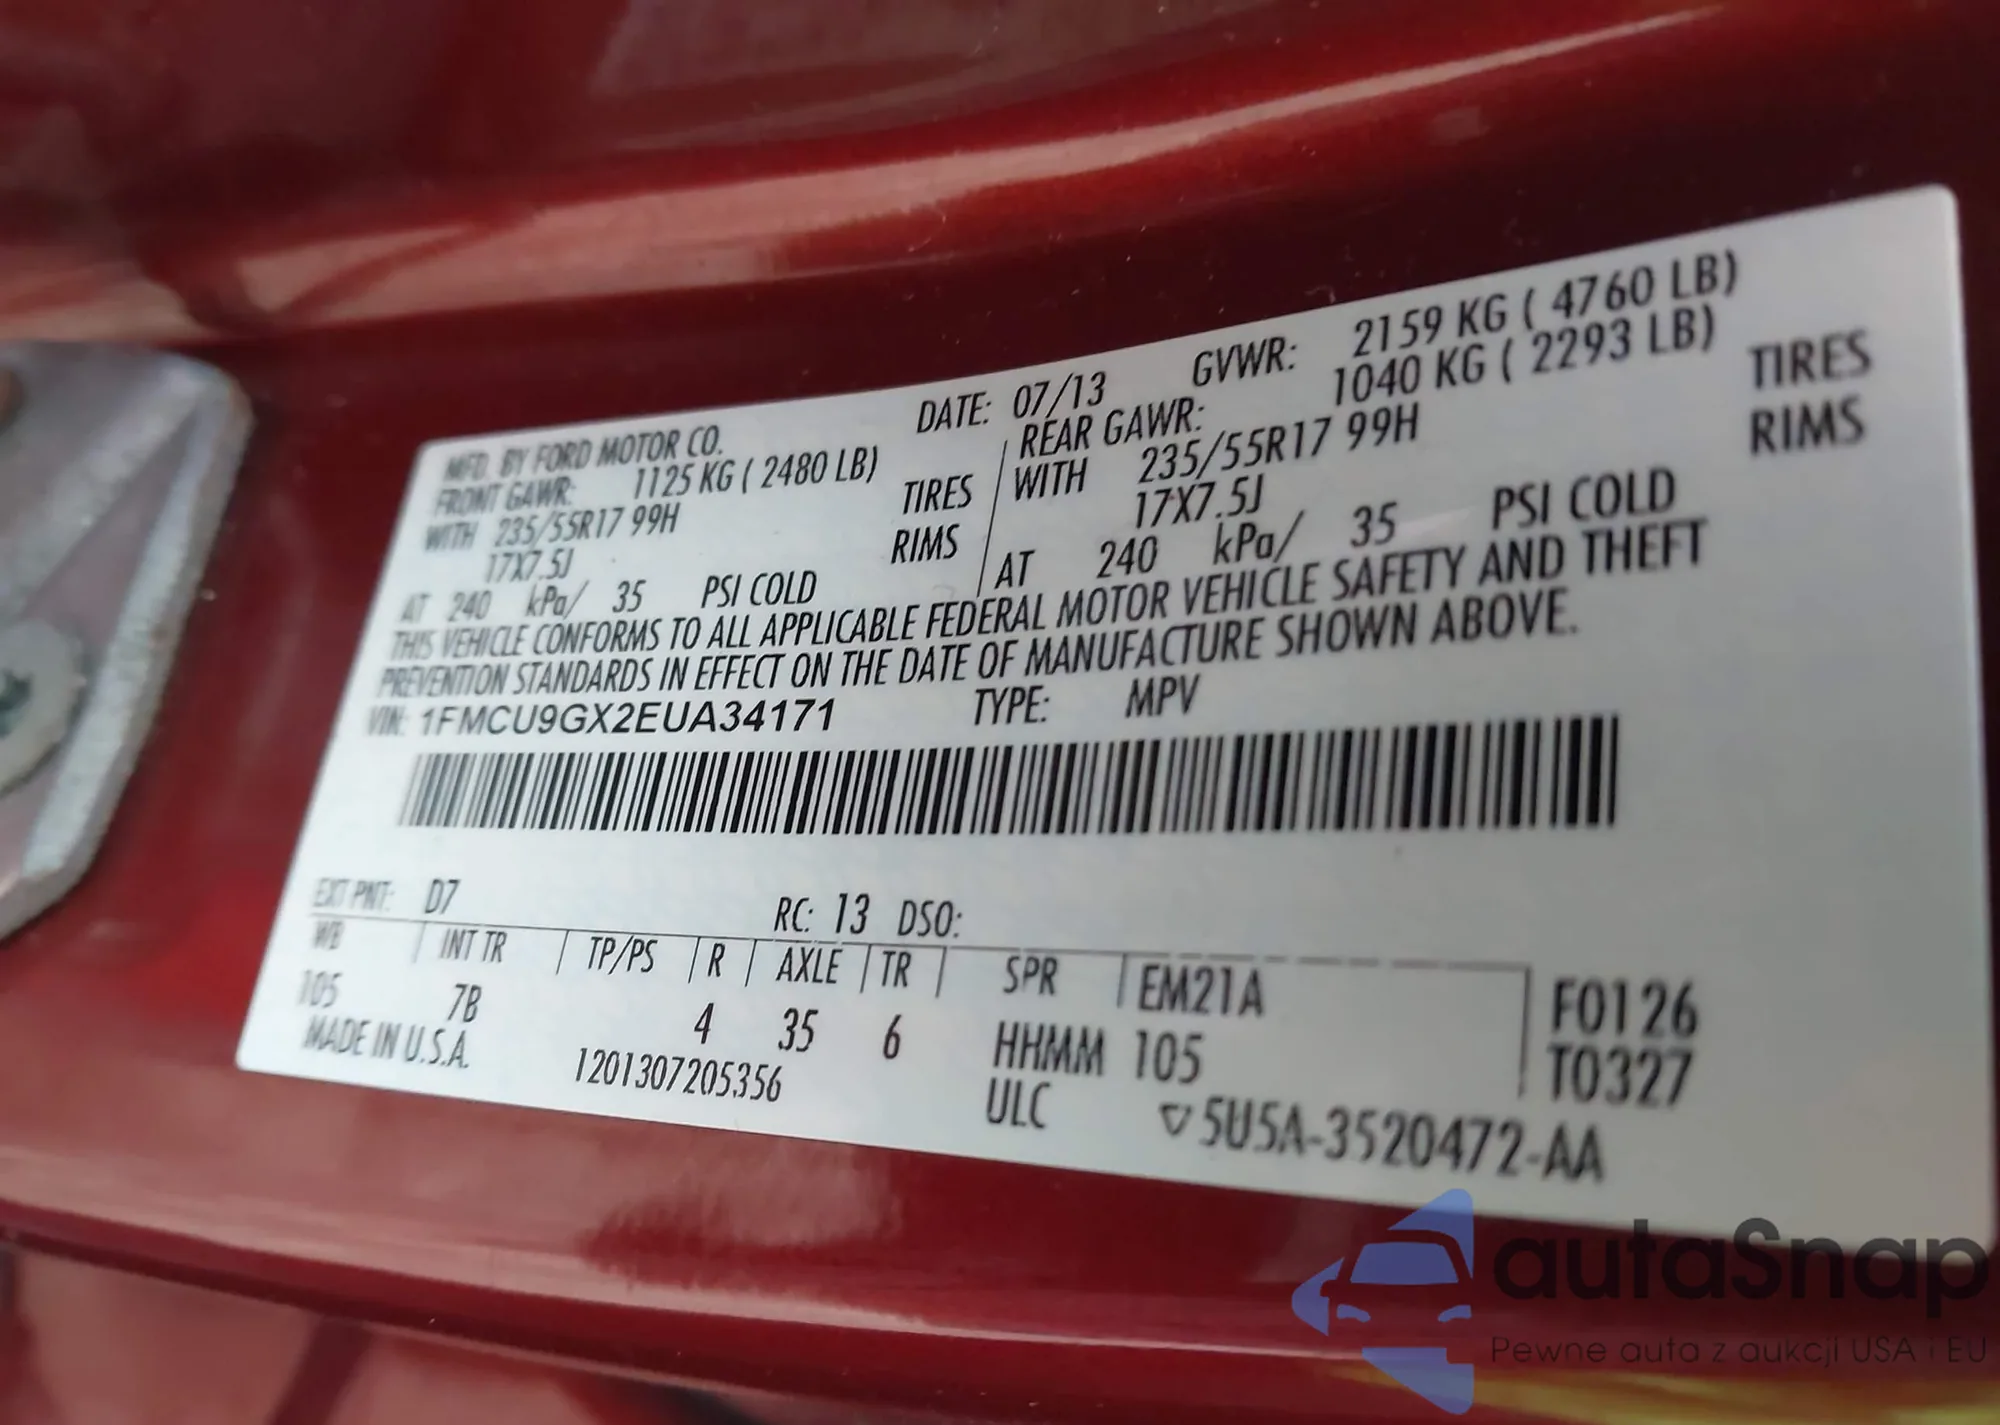 MFD. BY FORD MOTOR CO. DATE: 07/13 GVWR: 2159 KG ( 4760 LB)
FRONT GAWR: 1125 KG ( 2480 LB) REAR GAWR: 1040 KG ( 2293 LB)
WITH 235/55R17 99H TIRES WITH 235/55R17 99H TIRES
17X7.5J RIMS 17X7.5J RIMS
AT 240 kPa/ 35 PSI COLD AT 240 kPa/ 35 PSI COLD
THIS VEHICLE CONFORMS TO ALL APPLICABLE FEDERAL MOTOR VEHICLE SAFETY AND THEFT
PREVENTION STANDARDS IN EFFECT ON THE DATE OF MANUFACTURE SHOWN ABOVE.
VIN: 1FMCU9GX2EUA34171 TYPE: MPV
EXT PNT: D7 RC: 13 DSO:
WB INT TR TP/PS R AXLE TR SPR EM21A F0126
105 7B 4 35 6 HHMM 105 T0327
MADE IN U.S.A. 1201307205356 ULC ▽5U5A-3520472-AA
autaSnap
Pewne auta z aukcji USA i EU